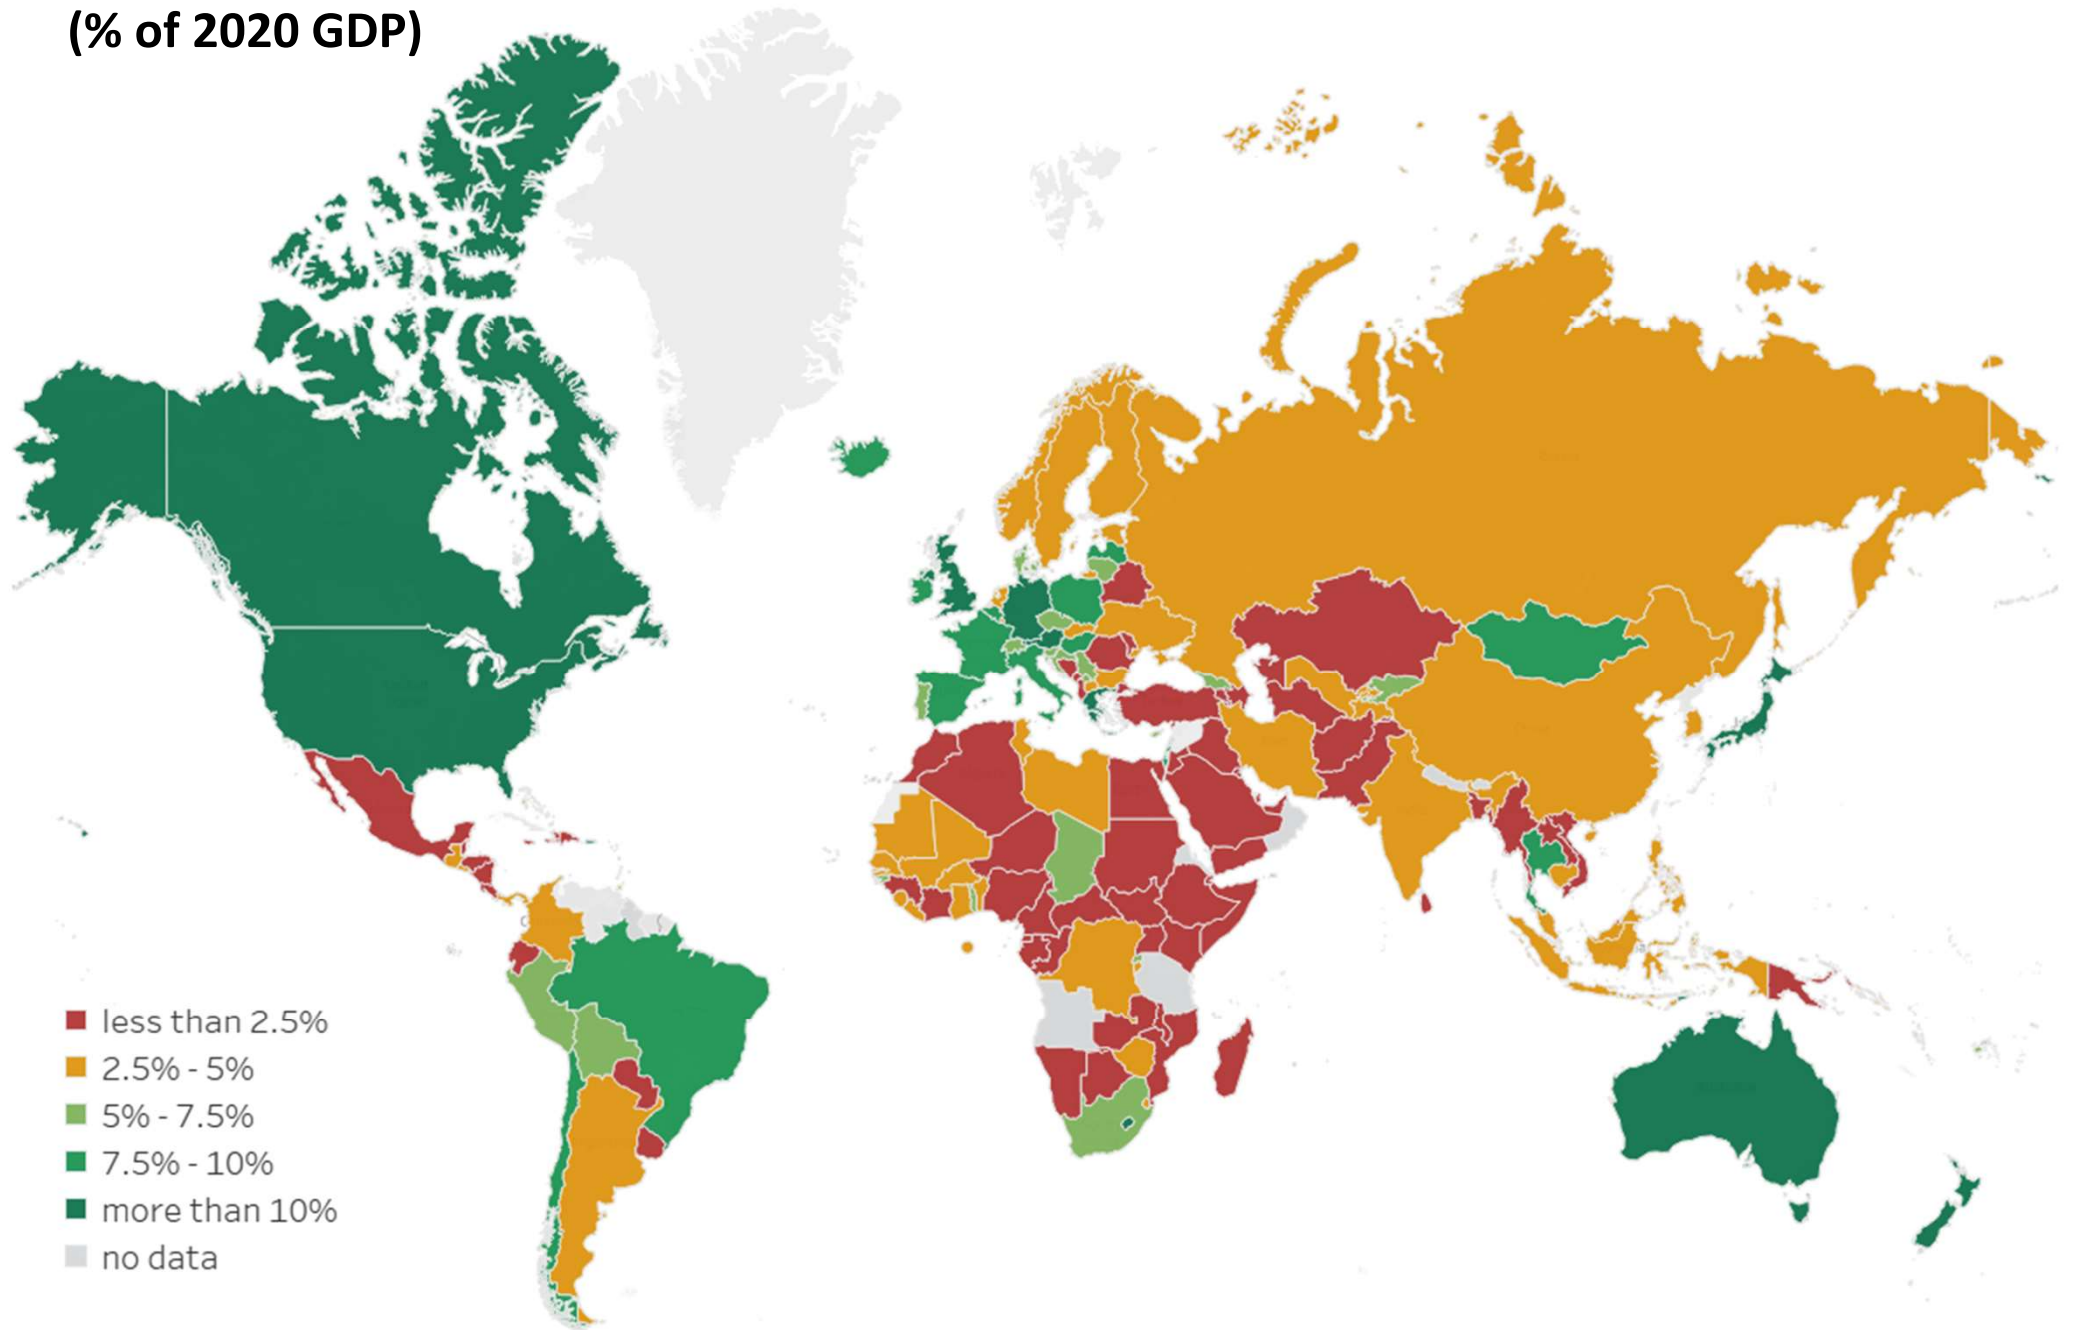 (% of 2020 GDP)
less than 2.5%
2.5% - 5%
5% - 7.5%
7.5% - 10%
more than 10%
no data